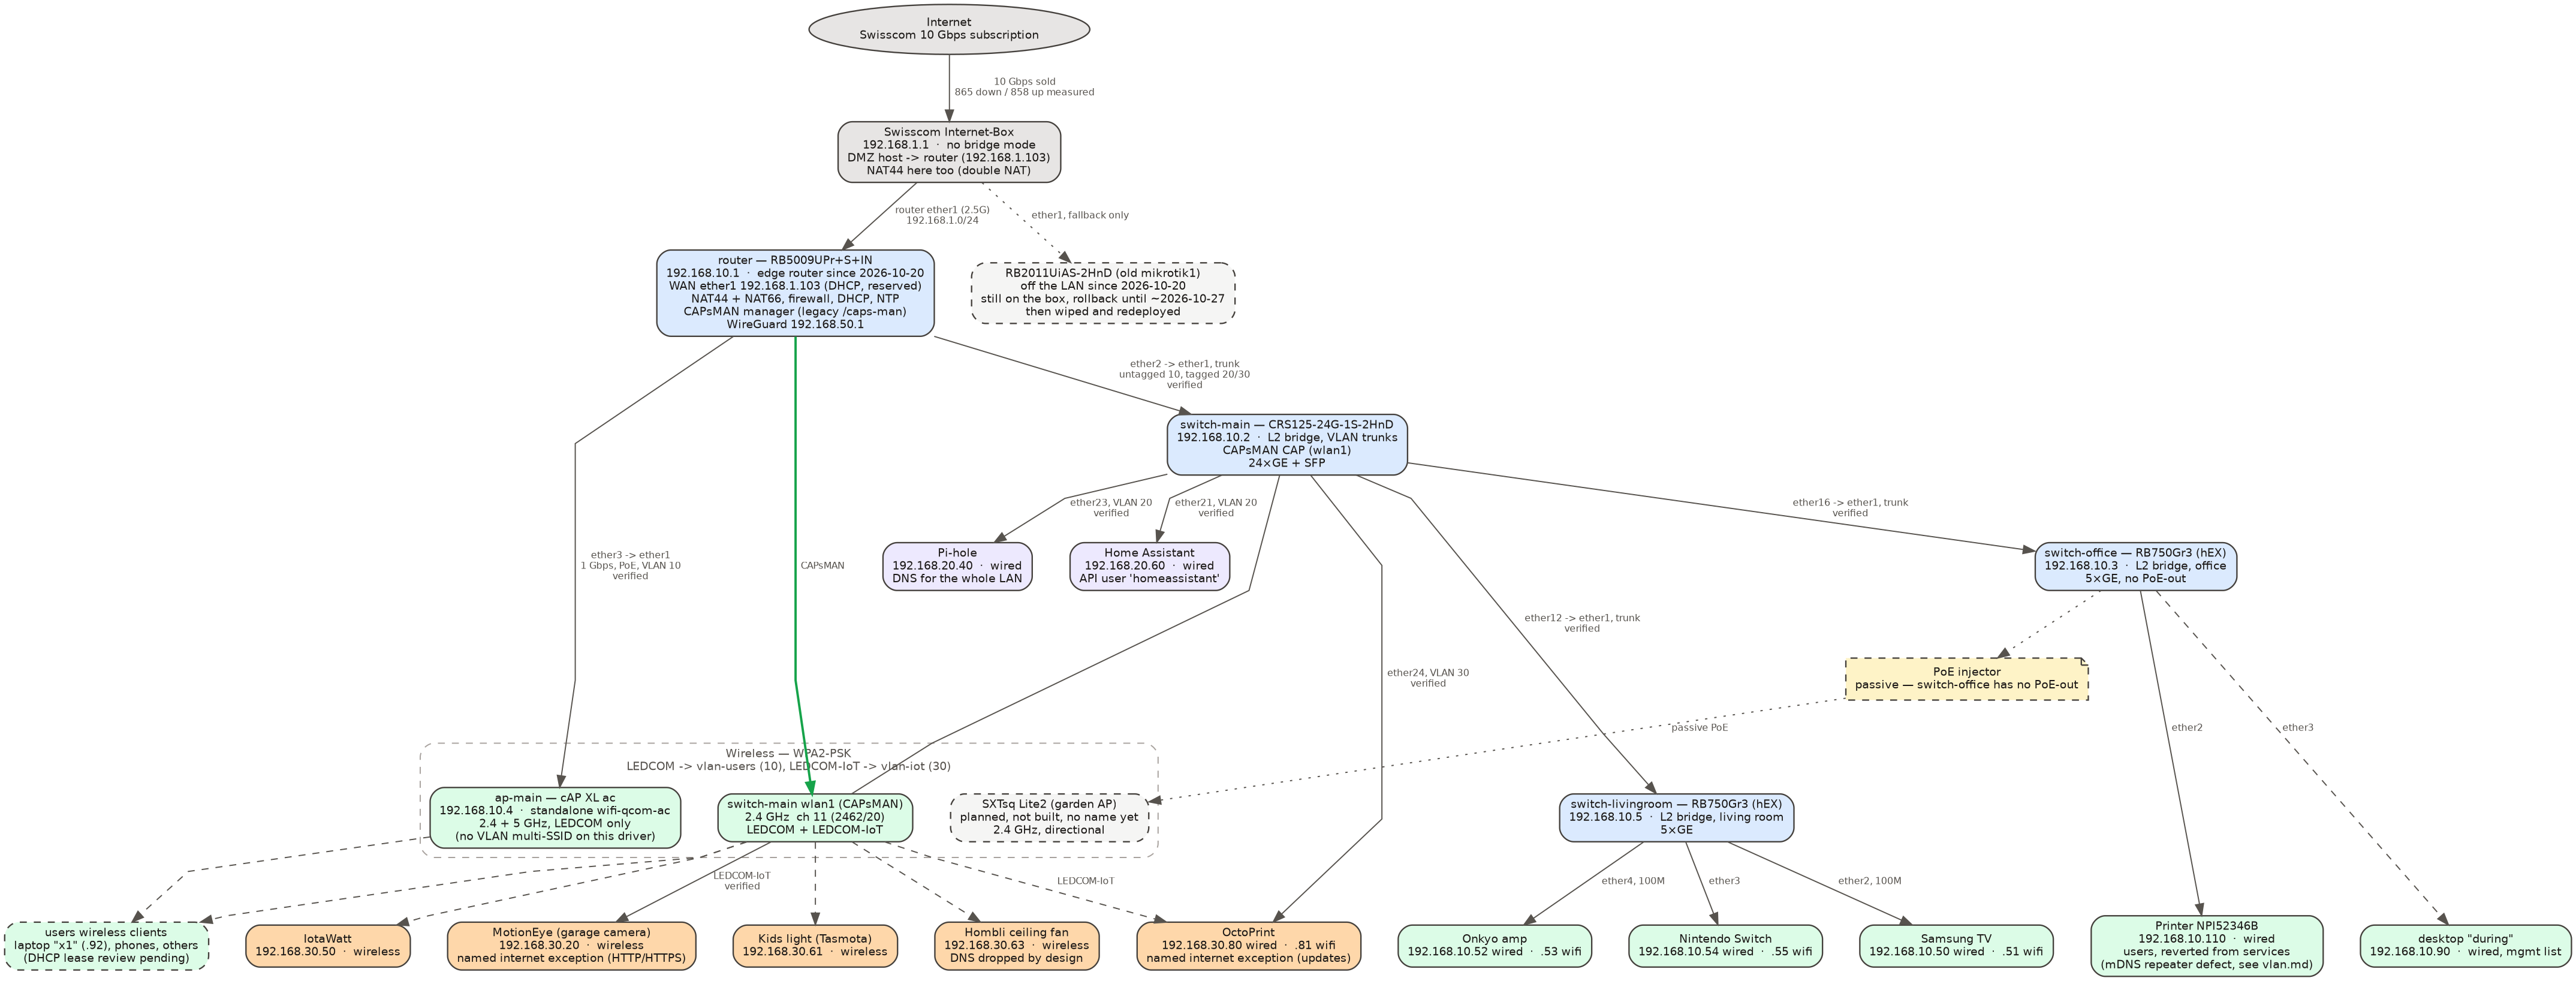 Internet
Swisscom 10 Gbps subscription
10 Gbps sold
865 down / 858 up measured
Swisscom Internet-Box
192.168.1.1 · no bridge mode
DMZ host -> router (192.168.1.103)
NAT44 here too (double NAT)
router ether1 (2.5G)
192.168.1.0/24
ether1, fallback only
router — RB5009UPr+S+IN
192.168.10.1 · edge router since 2026-10-20
WAN ether1 192.168.1.103 (DHCP, reserved)
NAT44 + NAT66, firewall, DHCP, NTP
CAPsMAN manager (legacy /caps-man)
WireGuard 192.168.50.1
RB2011UiAS-2HnD (old mikrotik1)
off the LAN since 2026-10-20
still on the box, rollback until ~2026-10-27
then wiped and redeployed
ether2 -> ether1, trunk
untagged 10, tagged 20/30
verified
switch-main — CRS125-24G-1S-2HnD
192.168.10.2 · L2 bridge, VLAN trunks
CAPsMAN CAP (wlan1)
24×GE + SFP
ether23, VLAN 20
verified
ether21, VLAN 20
verified
ether16 -> ether1, trunk
verified
ether3 -> ether1
1 Gbps, PoE, VLAN 10
verified
CAPsMAN
Pi-hole
192.168.20.40 · wired
DNS for the whole LAN
Home Assistant
192.168.20.60 · wired
API user 'homeassistant'
switch-office — RB750Gr3 (hEX)
192.168.10.3 · L2 bridge, office
5×GE, no PoE-out
ether12 -> ether1, trunk
verified
ether24, VLAN 30
verified
PoE injector
passive — switch-office has no PoE-out
passive PoE
ether2
ether3
Wireless — WPA2-PSK
LEDCOM -> vlan-users (10), LEDCOM-IoT -> vlan-iot (30)
ap-main — cAP XL ac
192.168.10.4 · standalone wifi-qcom-ac
2.4 + 5 GHz, LEDCOM only
(no VLAN multi-SSID on this driver)
switch-main wlan1 (CAPsMAN)
2.4 GHz ch 11 (2462/20)
LEDCOM + LEDCOM-IoT
SXTsq Lite2 (garden AP)
planned, not built, no name yet
2.4 GHz, directional
switch-livingroom — RB750Gr3 (hEX)
192.168.10.5 · L2 bridge, living room
5×GE
LEDCOM-IoT
verified
LEDCOM-IoT
ether4, 100M
ether3
ether2, 100M
users wireless clients
laptop "x1" (.92), phones, others
(DHCP lease review pending)
IotaWatt
192.168.30.50 · wireless
MotionEye (garage camera)
192.168.30.20 · wireless
named internet exception (HTTP/HTTPS)
Kids light (Tasmota)
192.168.30.61 · wireless
Hombli ceiling fan
192.168.30.63 · wireless
DNS dropped by design
OctoPrint
192.168.30.80 wired · .81 wifi
named internet exception (updates)
Onkyo amp
192.168.10.52 wired · .53 wifi
Nintendo Switch
192.168.10.54 wired · .55 wifi
Samsung TV
192.168.10.50 wired · .51 wifi
Printer NPI52346B
192.168.10.110 · wired
users, reverted from services
(mDNS repeater defect, see vlan.md)
desktop "during"
192.168.10.90 · wired, mgmt list